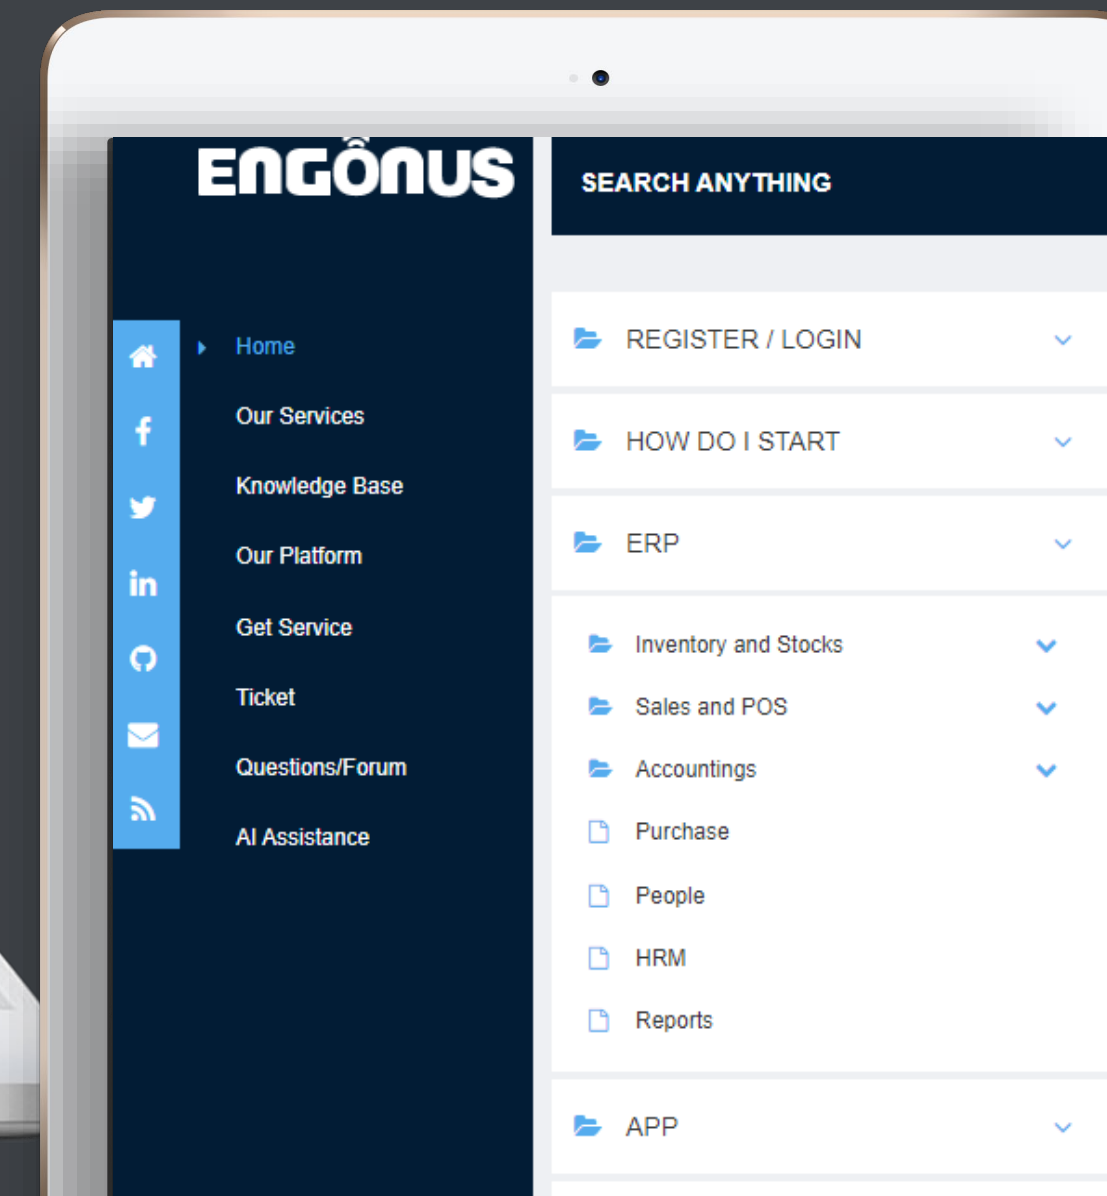 ENGÔNUS
SEARCH ANYTHING
Home
Our Services
Knowledge Base
Our Platform
Get Service
Ticket
Questions/Forum
AI Assistance
REGISTER / LOGIN
HOW DO I START
ERP
Inventory and Stocks
Sales and POS
Accountings
Purchase
People
HRM
Reports
APP